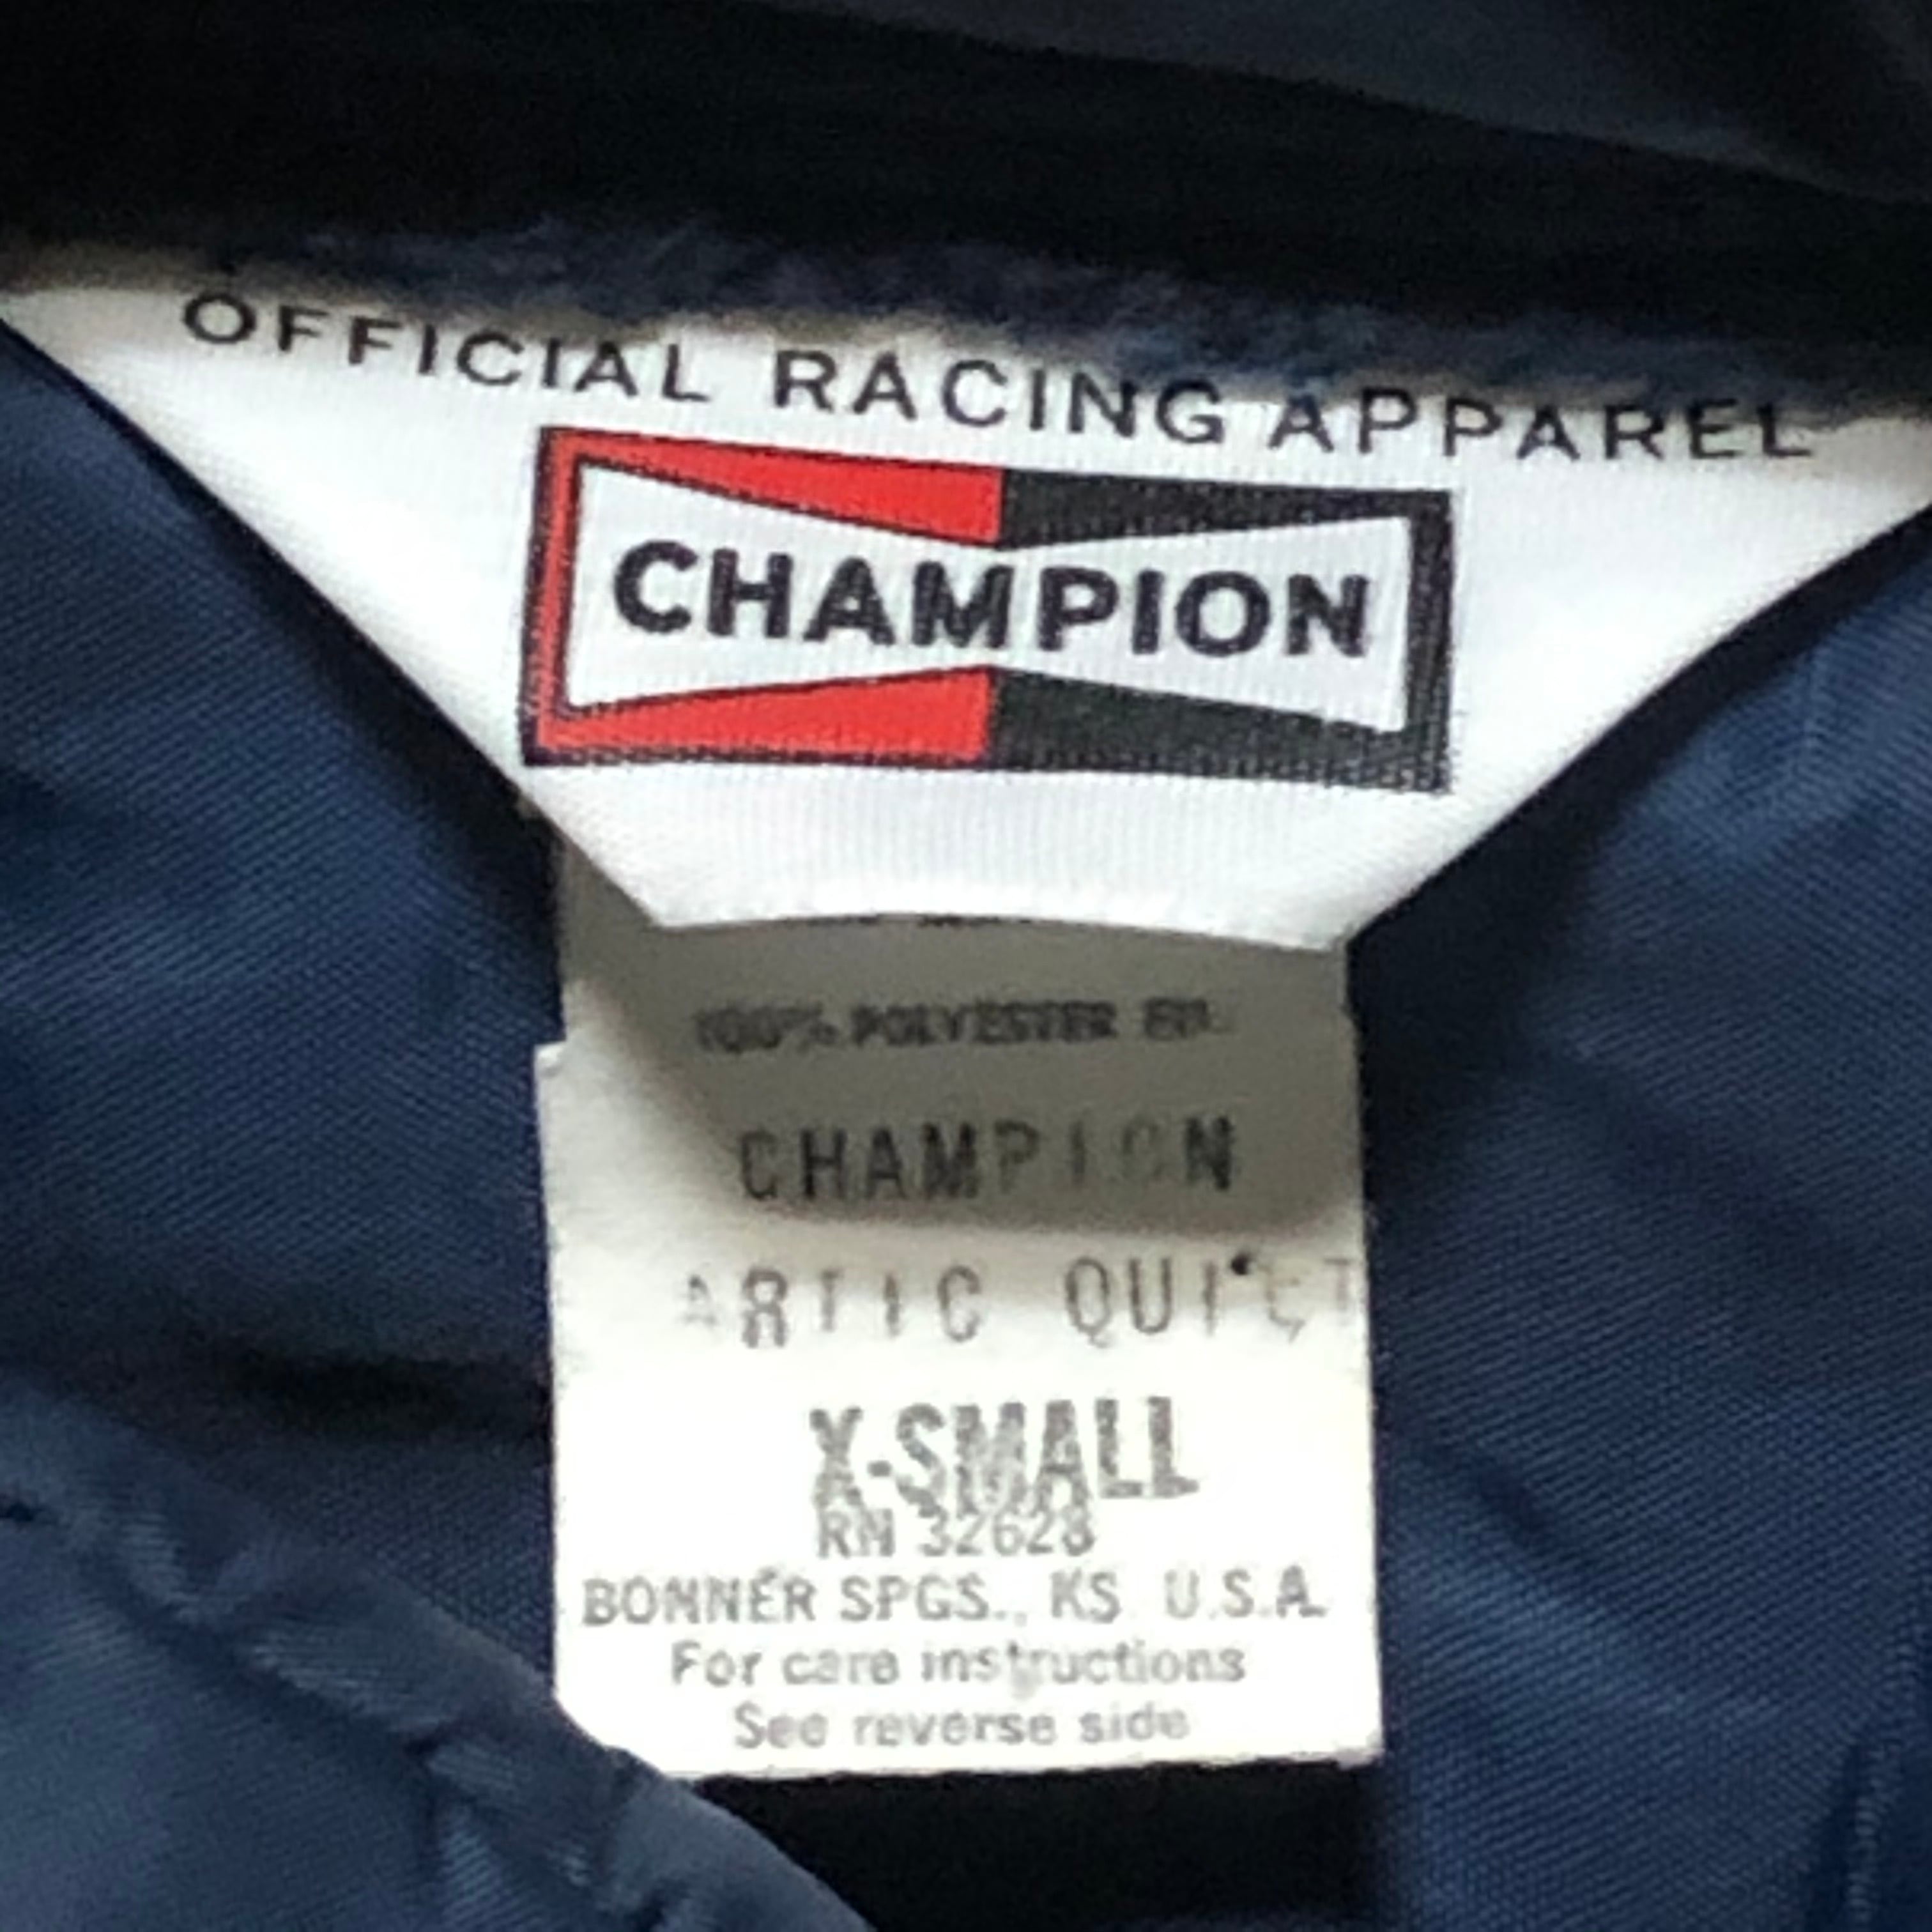 OFFICIAL RACING APPAREL
CHAMPION
100% POLYESTER
CHAMPION
ARTIC QUIET
X-SMALL
RN 32628
BONNER SPGS., KS. U.S.A.
For care instructions
See reverse side